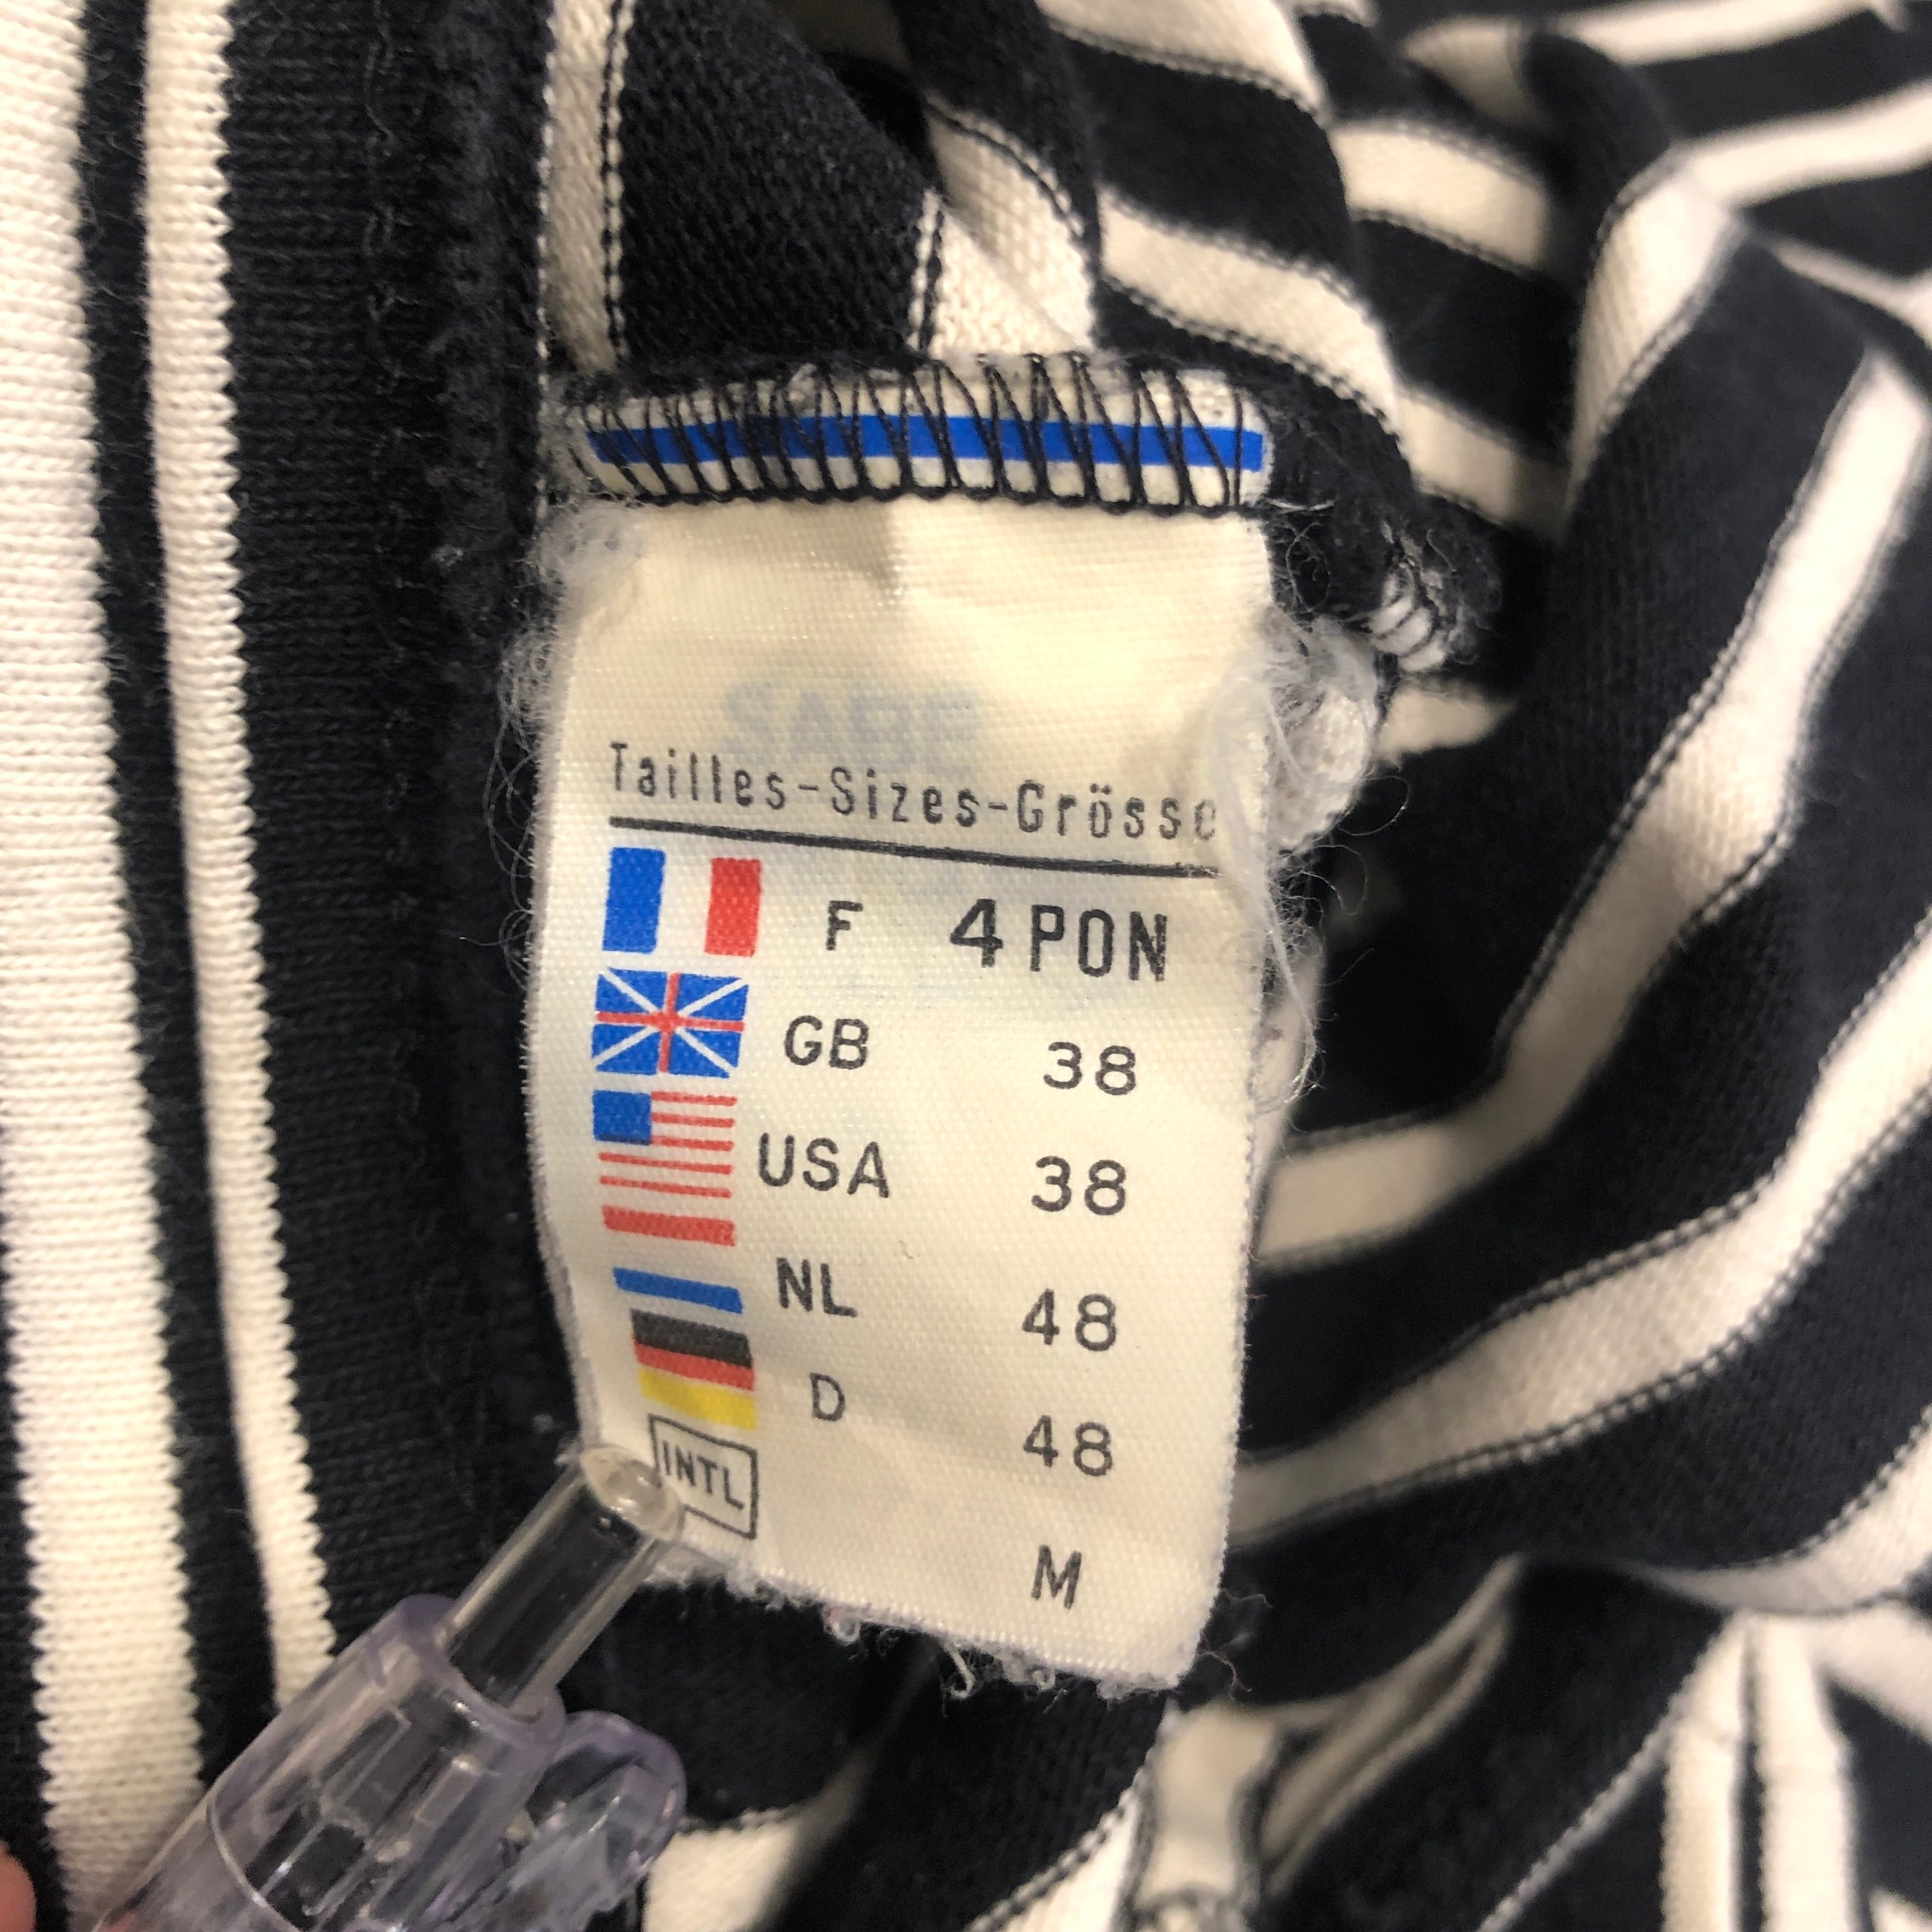 Tailles-Sizes-Grösse
F 4 PON
GB 38
USA 38
NL 48
D 48
INTL M